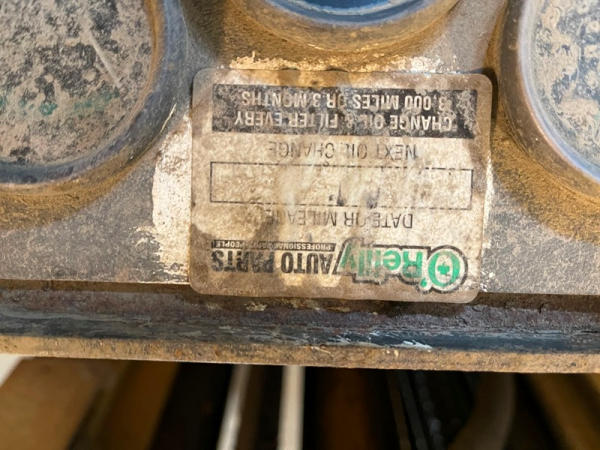 O'Reilly AUTO PARTS
PROFESSIONAL PARTS PEOPLE
DATE OR MILEAGE
NEXT OIL CHANGE
CHANGE OIL & FILTER EVERY
3,000 MILES OR 3 MONTHS